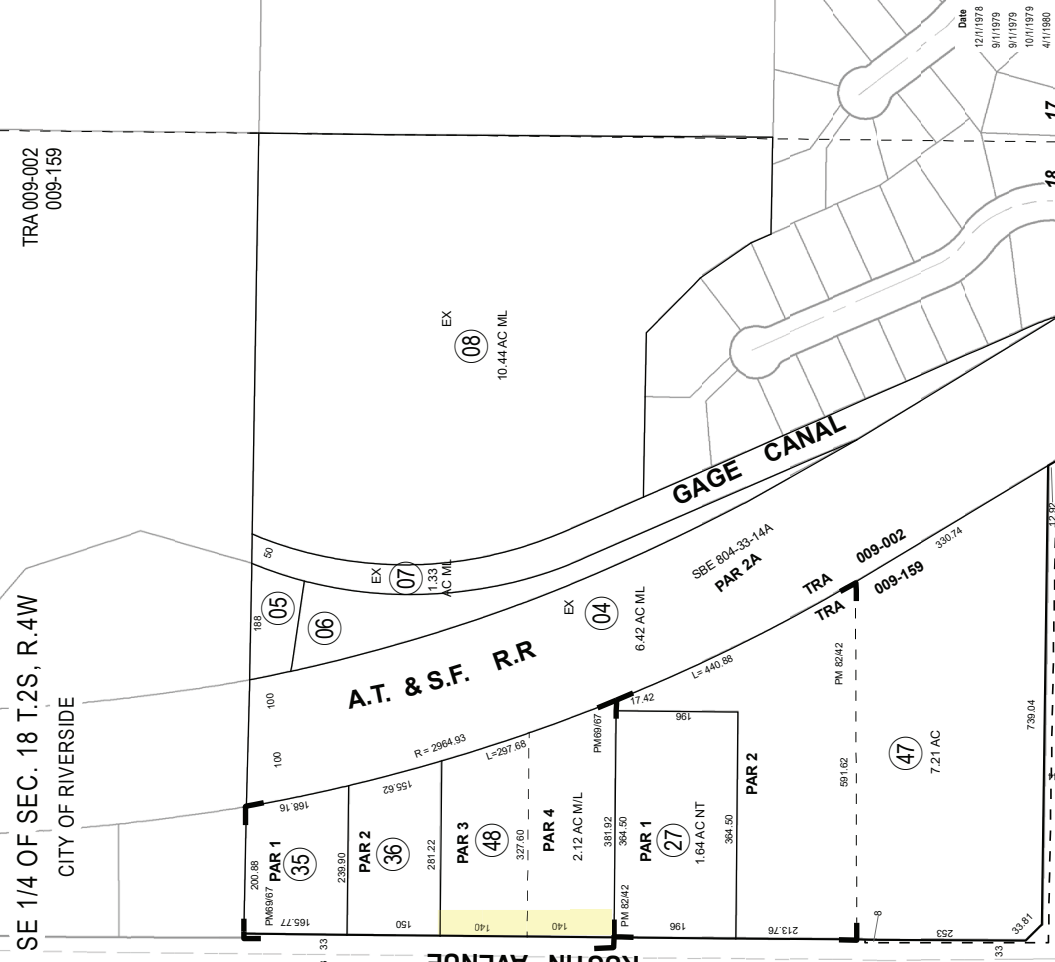 SE 1/4 OF SEC. 18 T.2S, R.4W
CITY OF RIVERSIDE
TRA 009-002
009-159
Date
12/1/1978
9/1/1979
9/1/1979
10/1/1979
4/1/1980
17
18
EX
08
10.44 AC ML
GAGE CANAL
50
EX
07
1.33
AC ML
188
05
06
SBE 804-33-14A
PAR 2A
EX
04
6.42 AC ML
TRA 009-002
TRA 009-159
330.74
12.92
A.T. & S.F. R.R
100
100
R = 2964.93
L=297.68
L= 440.88
17.42
168.16
155.62
200.88
PM69/67
PAR 1
35
165.77
239.90
PAR 2
36
150
281.22
PAR 3
48
327.60
PAR 4
2.12 AC M/L
PM69/67
140
140
381.92
364.50
PM 82/42
196
PAR 1
27
1.64 AC NT
364.50
196
PAR 2
213.76
PM 82/42
591.62
47
7.21 AC
739.04
8
253
33.81
33
33
AVENUE